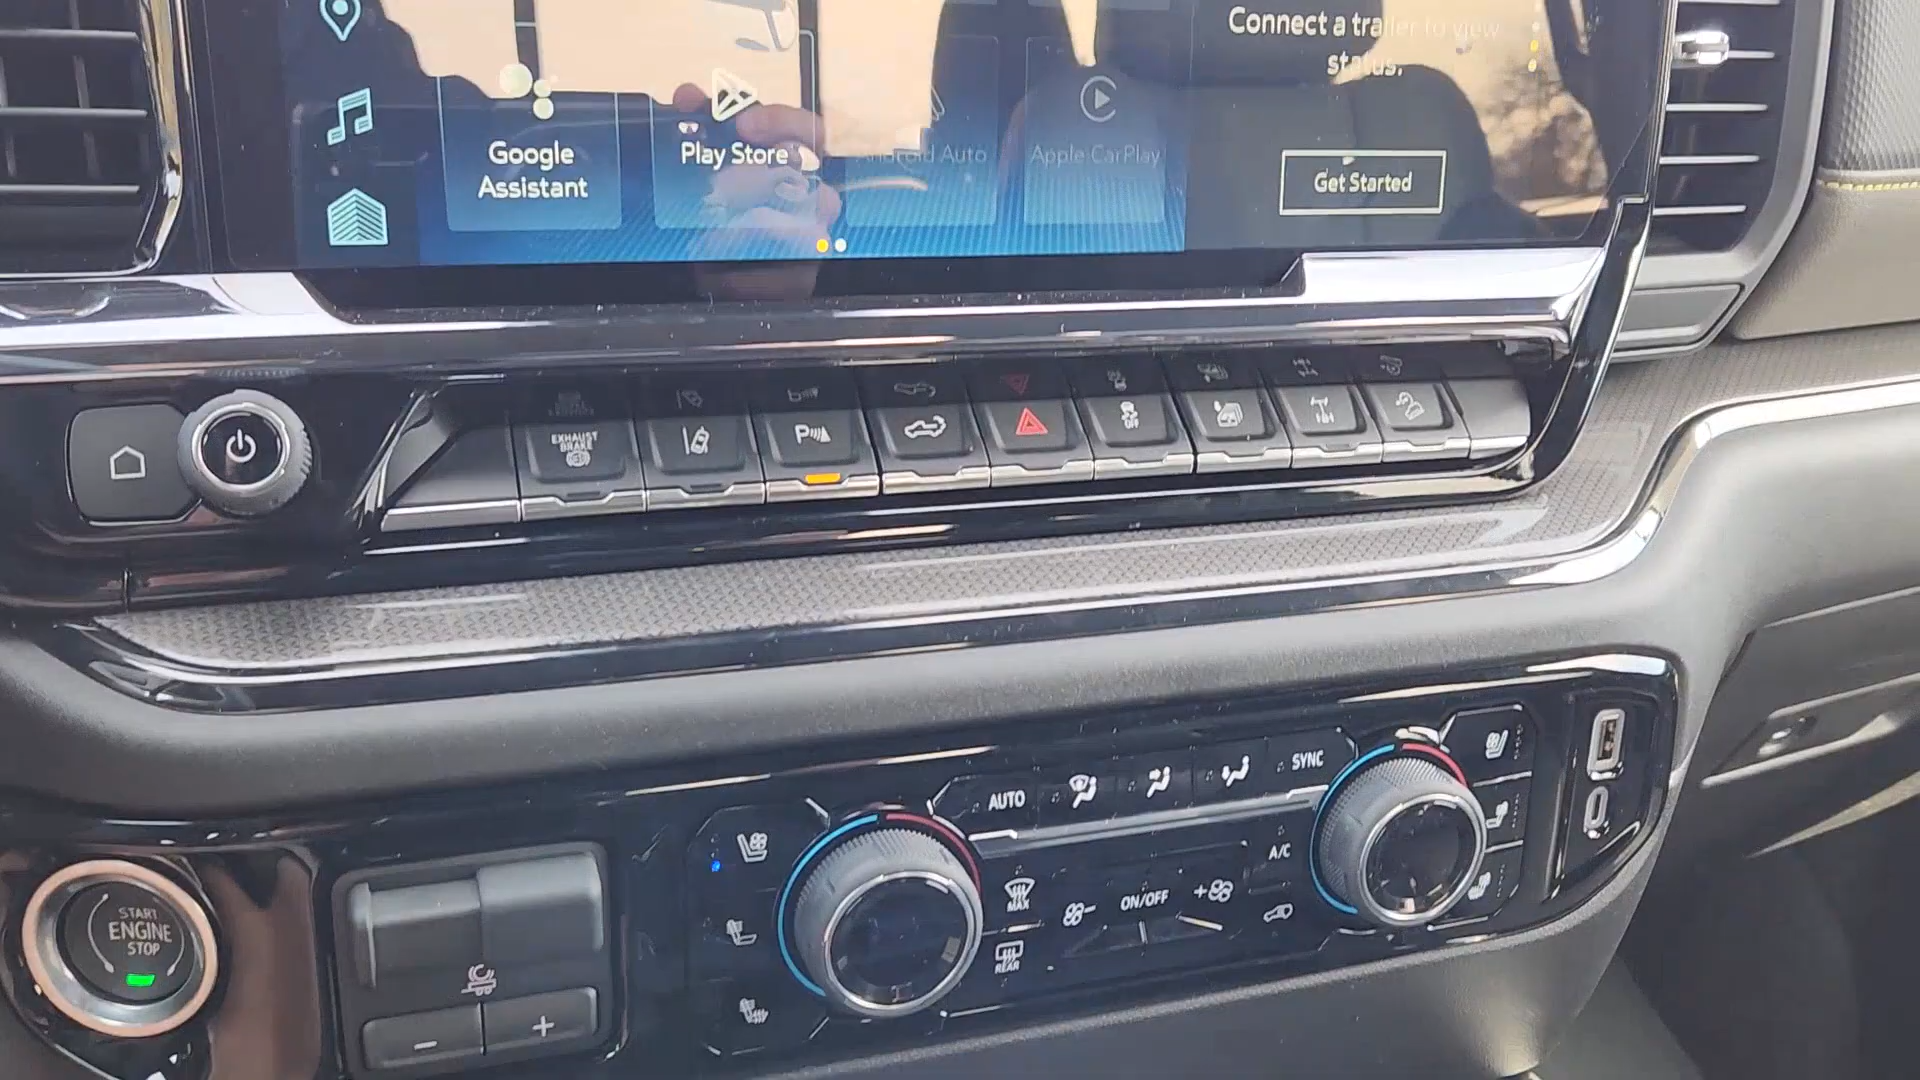 Connect a trailer to view
status.
Google
Assistant
Play Store
Android Auto
Apple CarPlay
Get Started
EXHAUST
BRAKE
P
OFF
AUTO
SYNC
A/C
MAX
ON/OFF
REAR
START
ENGINE
STOP
- +